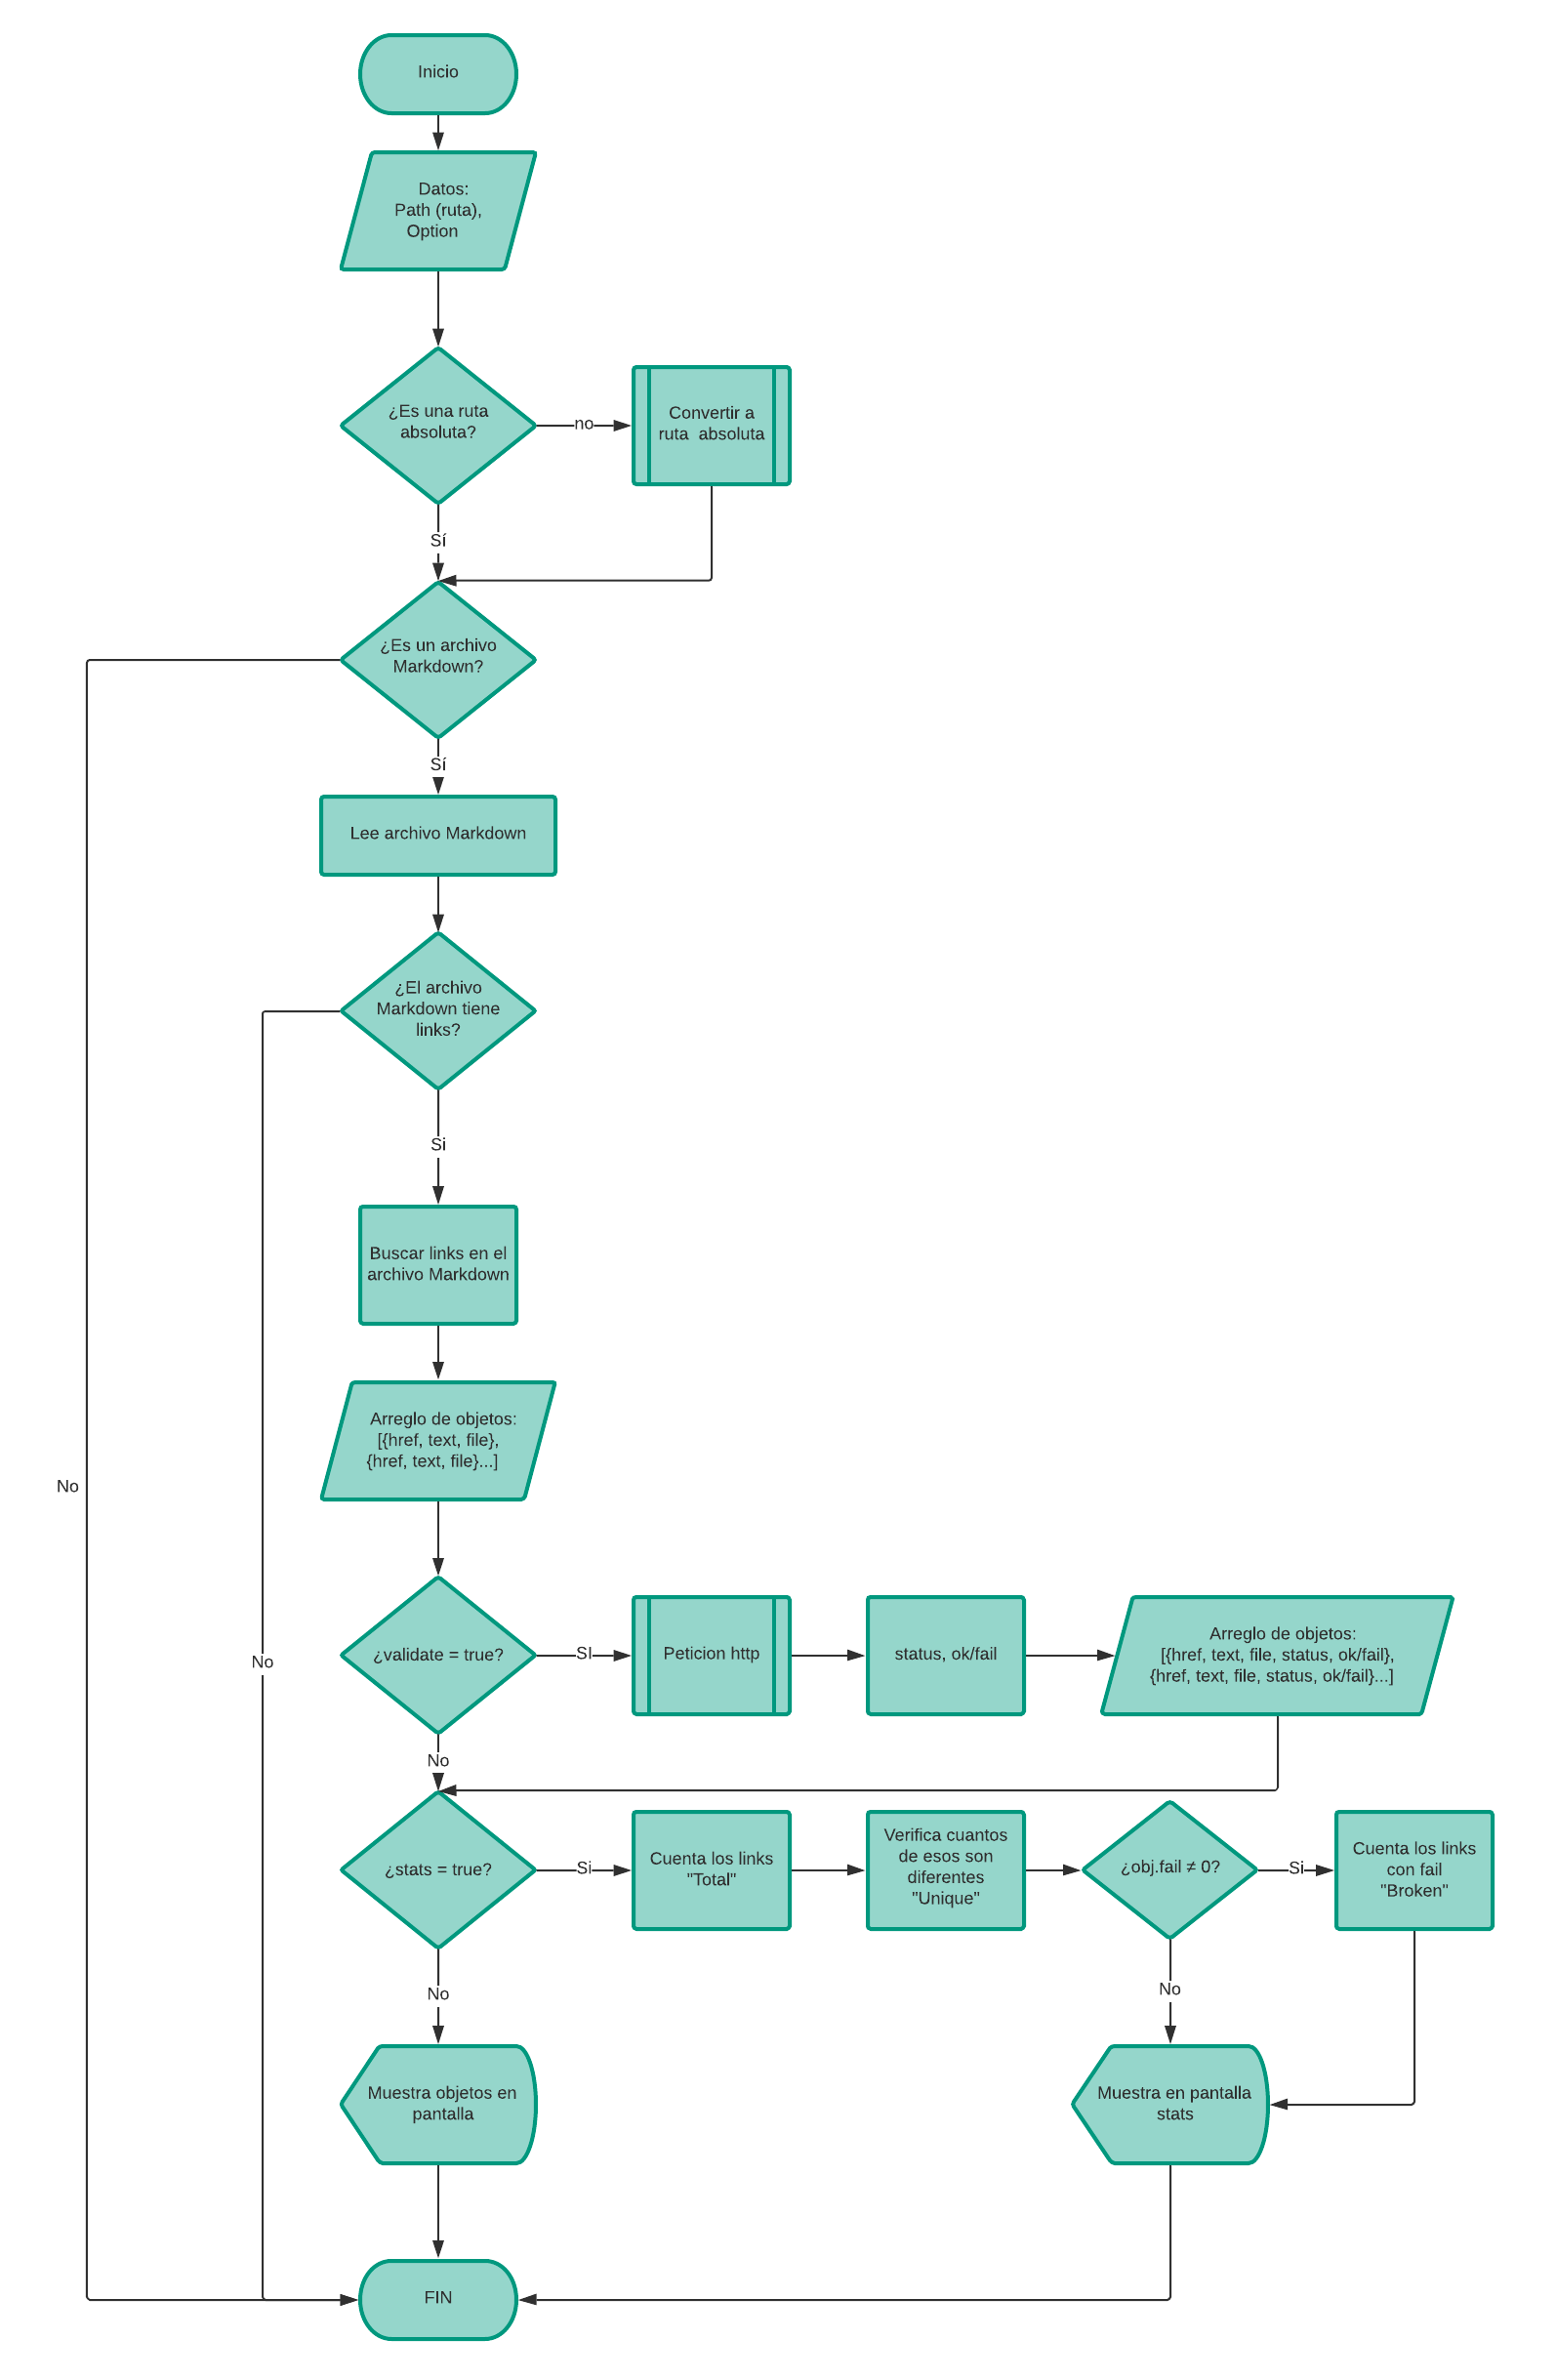 Inicio
Datos:
Path (ruta),
Option
¿Es una ruta
absoluta?
no
Convertir a
ruta  absoluta
Sí
¿Es un archivo
Markdown?
Sí
Lee archivo Markdown
¿El archivo
Markdown tiene
links?
Si
Buscar links en el
archivo Markdown
Arreglo de objetos:
[{href, text, file},
{href, text, file}...]
No
No
¿validate = true?
SI
Peticion http
status, ok/fail
Arreglo de objetos:
[{href, text, file, status, ok/fail},
{href, text, file, status, ok/fail}...]
No
¿stats = true?
Si
Cuenta los links
"Total"
Verifica cuantos
de esos son
diferentes
"Unique"
¿obj.fail ≠ 0?
Si
Cuenta los links
con fail
"Broken"
No
No
Muestra objetos en
pantalla
Muestra en pantalla
stats
FIN